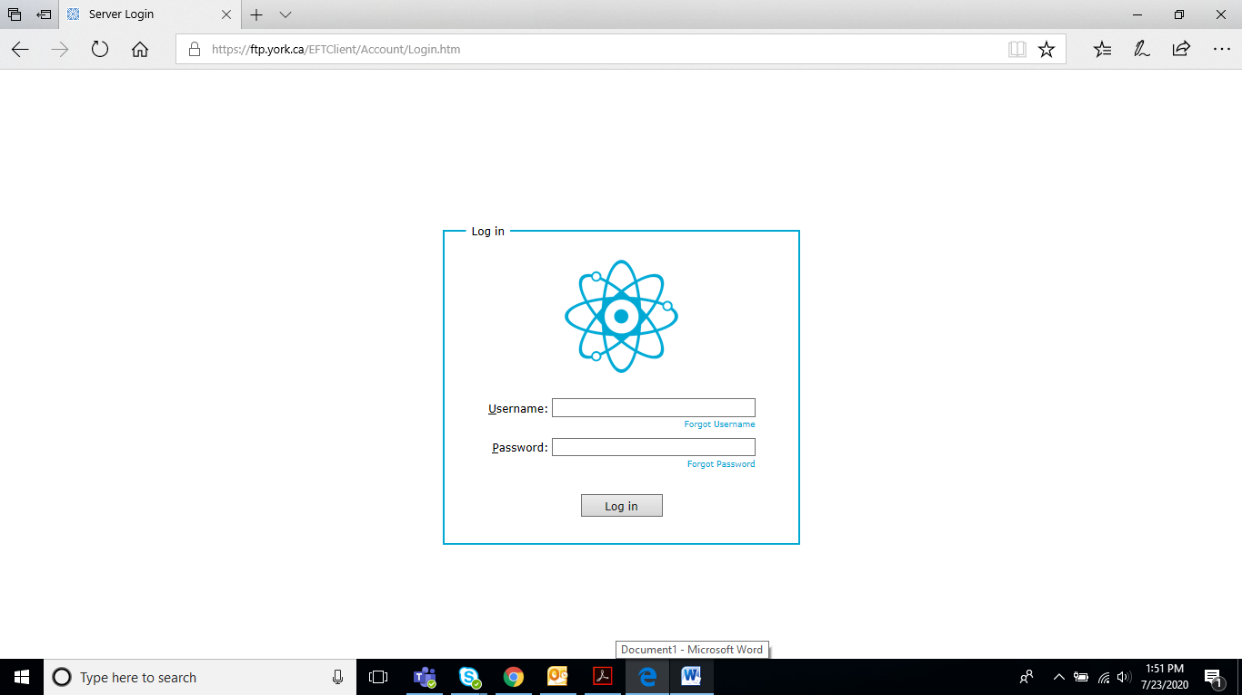 Server Login
https://ftp.york.ca/EFTClient/Account/Login.htm
Log in
Username:
Forgot Username
Password:
Forgot Password
Log in
Document1 - Microsoft Word
Type here to search
1:51 PM
7/23/2020
1